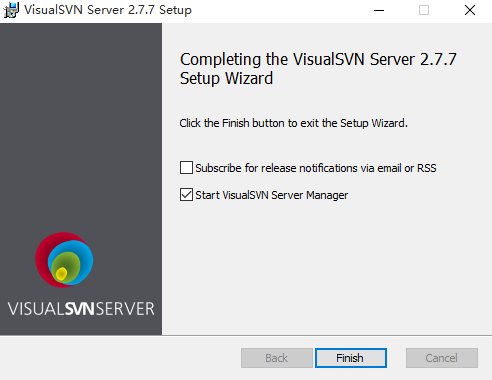 VisualSVN Server 2.7.7 Setup
Completing the VisualSVN Server 2.7.7
Setup Wizard
Click the Finish button to exit the Setup Wizard.
Subscribe for release notifications via email or RSS
Start VisualSVN Server Manager
VISUALSVNSERVER
Back
Finish
Cancel